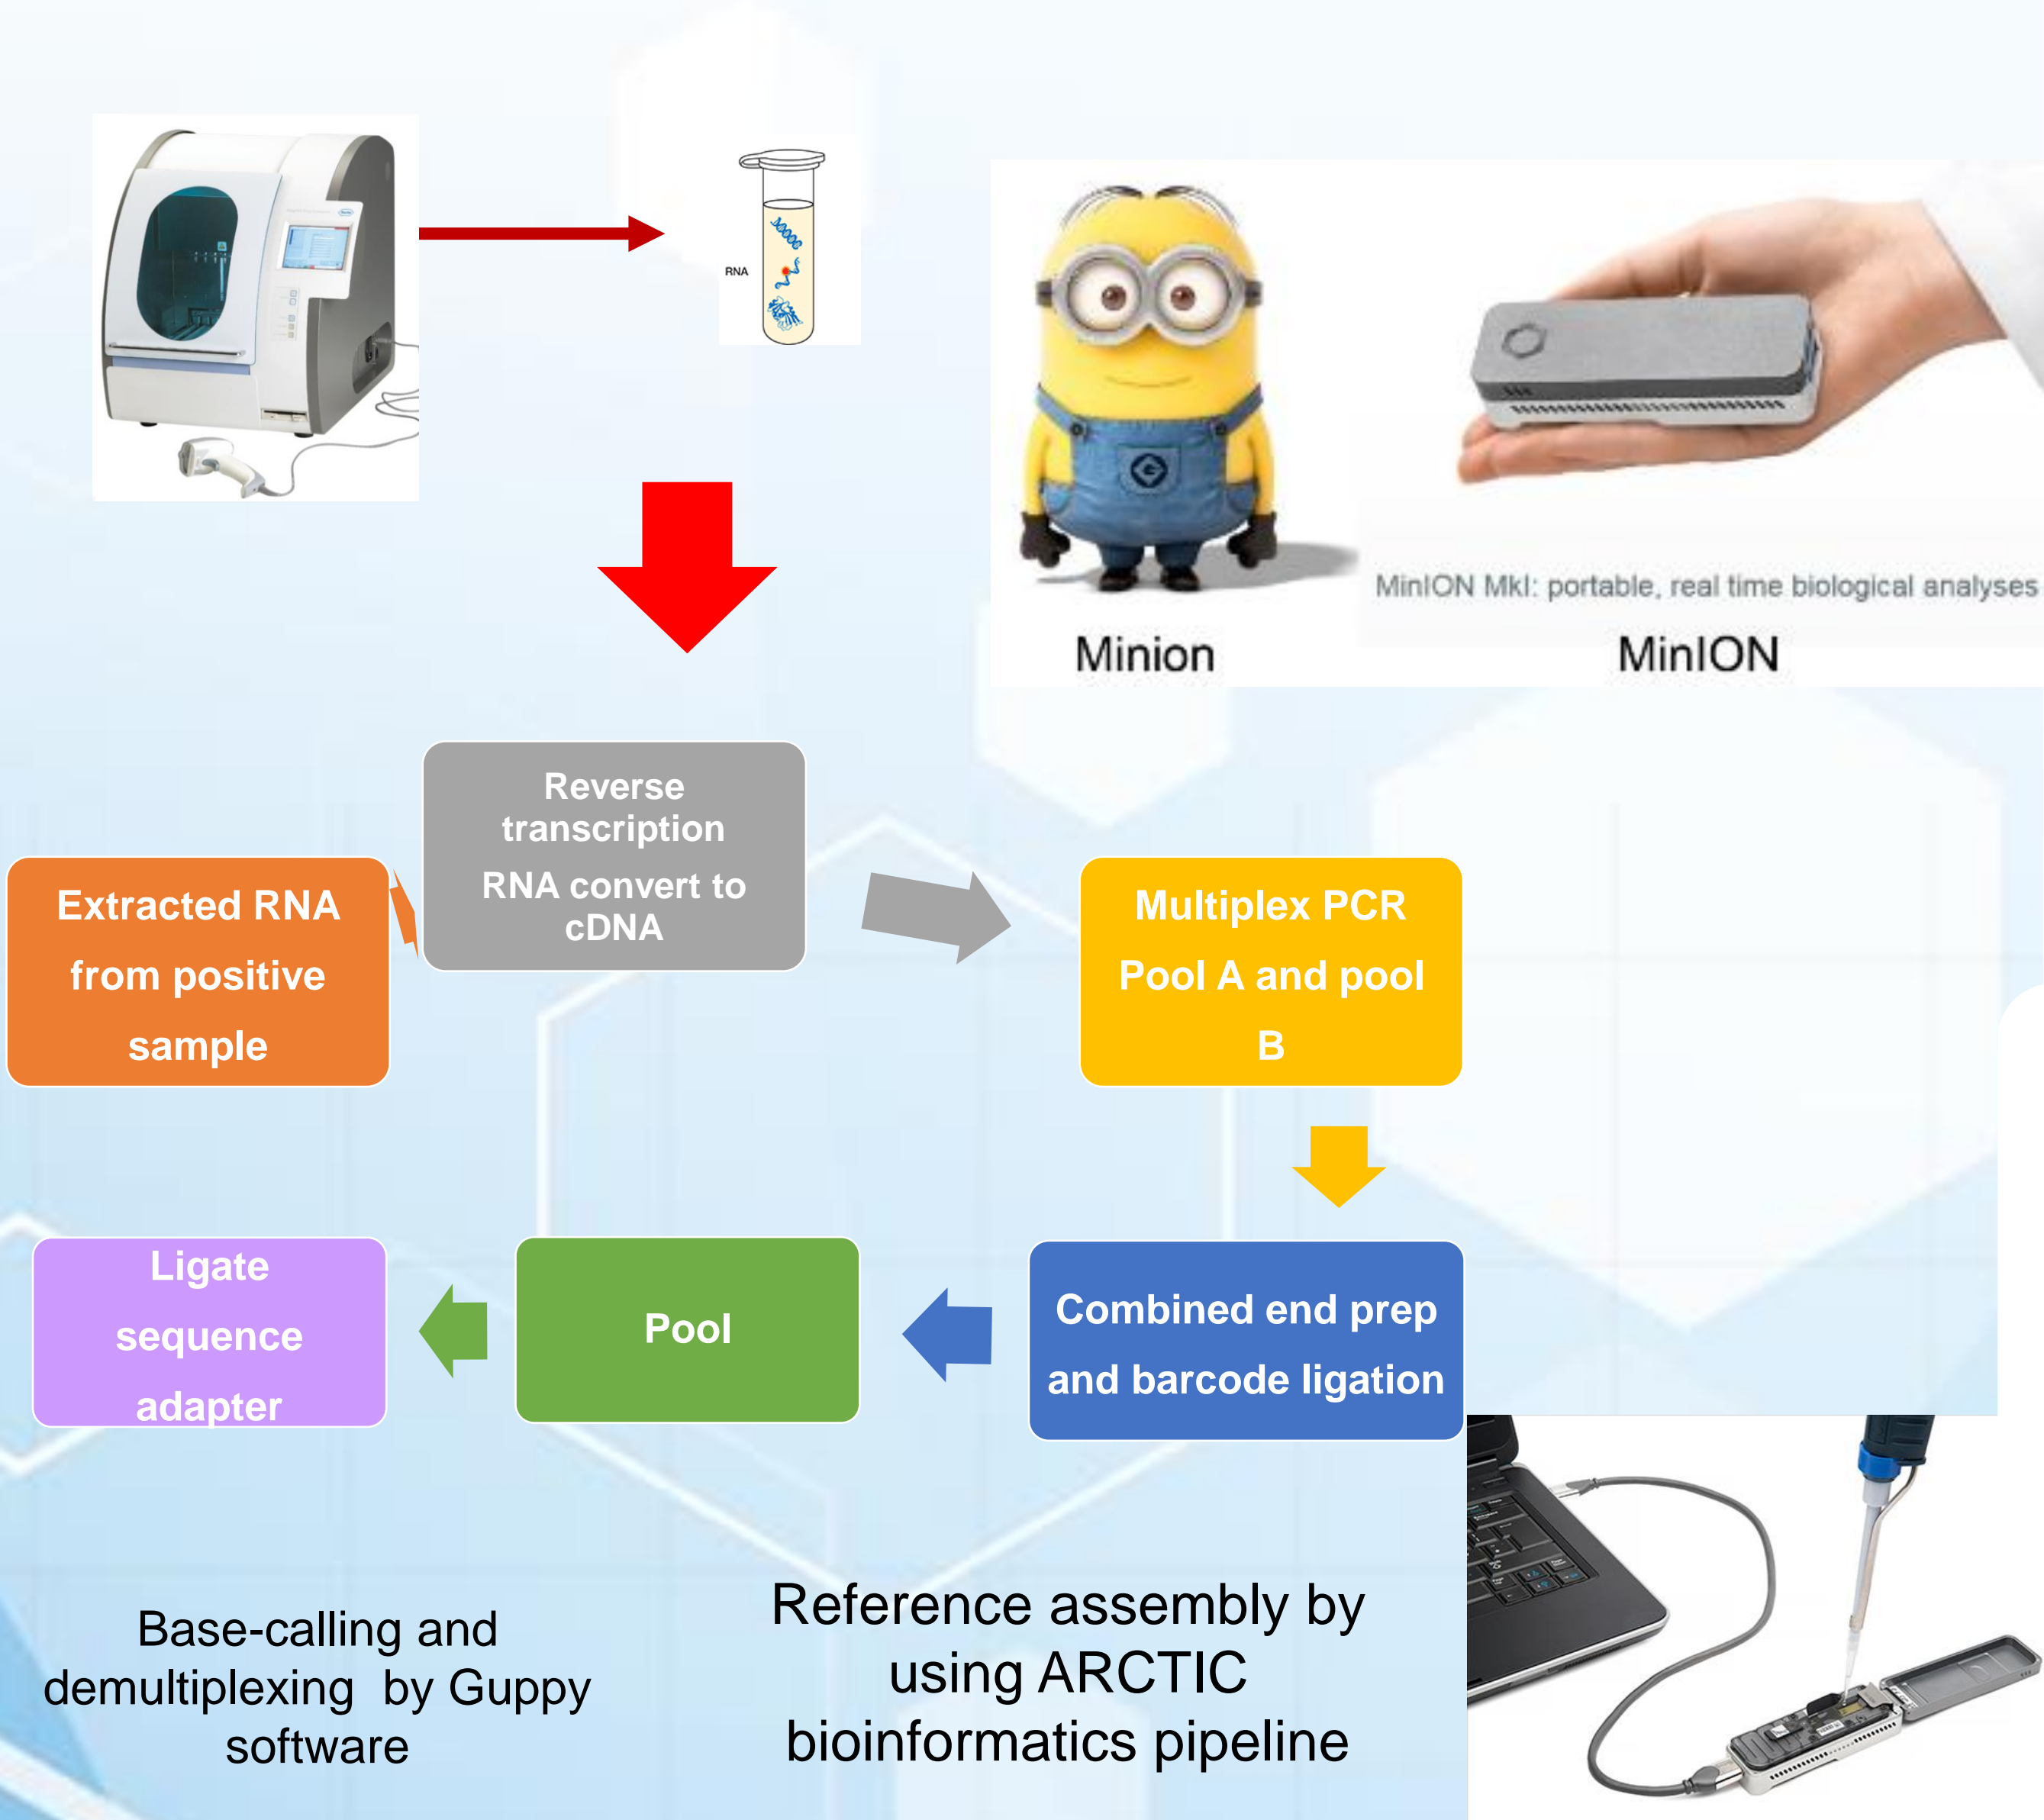 RNA
MinION MkI: portable, real time biological analyses
Minion
MinION
Reverse
transcription
RNA convert to
cDNA
Extracted RNA
from positive
sample
Multiplex PCR
Pool A and pool
B
Combined end prep
and barcode ligation
Pool
Ligate
sequence
adapter
Base-calling and
demultiplexing by Guppy
software
Reference assembly by
using ARCTIC
bioinformatics pipeline